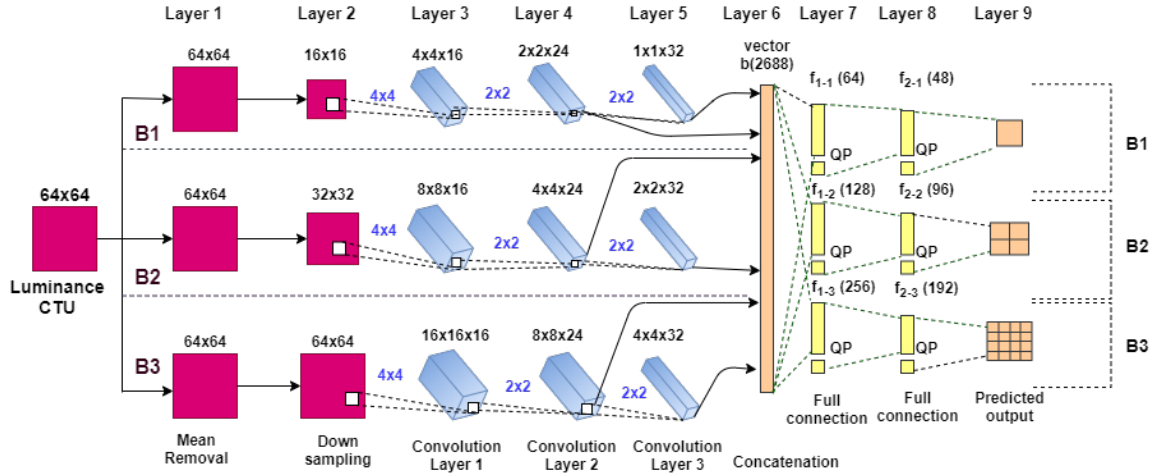 Layer 1 Layer 2 Layer 3 Layer 4 Layer 5 Layer 6 Layer 7 Layer 8 Layer 9
64x64 16x16 4x4x16 2x2x24 1x1x32 vector
b(2688)
f1-1 (64) f2-1 (48)
4x4 2x2 2x2
B1 QP QP B1
64x64
64x64 32x32 8x8x16 4x4x24 2x2x32 f1-2 (128) f2-2 (96)
4x4 2x2 2x2
B2 QP QP B2
Luminance
CTU
f1-3 (256) f2-3 (192)
64x64 64x64 16x16x16 8x8x24 4x4x32
B3 4x4 2x2 2x2 QP QP B3
Mean
Removal
Down
sampling
Convolution
Layer 1
Convolution
Layer 2
Convolution
Layer 3
Concatenation
Full
connection
Full
connection
Predicted
output